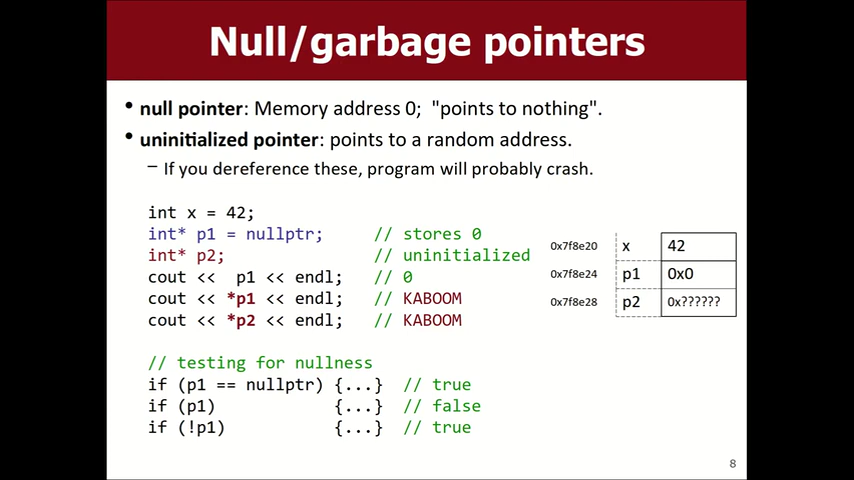 Null/garbage pointers
• null pointer: Memory address 0; "points to nothing".
• uninitialized pointer: points to a random address.
– If you dereference these, program will probably crash.
int x = 42;
int* p1 = nullptr; // stores 0
int* p2; // uninitialized
cout << p1 << endl; // 0
cout << *p1 << endl; // KABOOM
cout << *p2 << endl; // KABOOM
0x7f8e20 x 42
0x7f8e24 p1 0x0
0x7f8e28 p2 0x??????
// testing for nullness
if (p1 == nullptr) {...} // true
if (p1) {...} // false
if (!p1) {...} // true
8